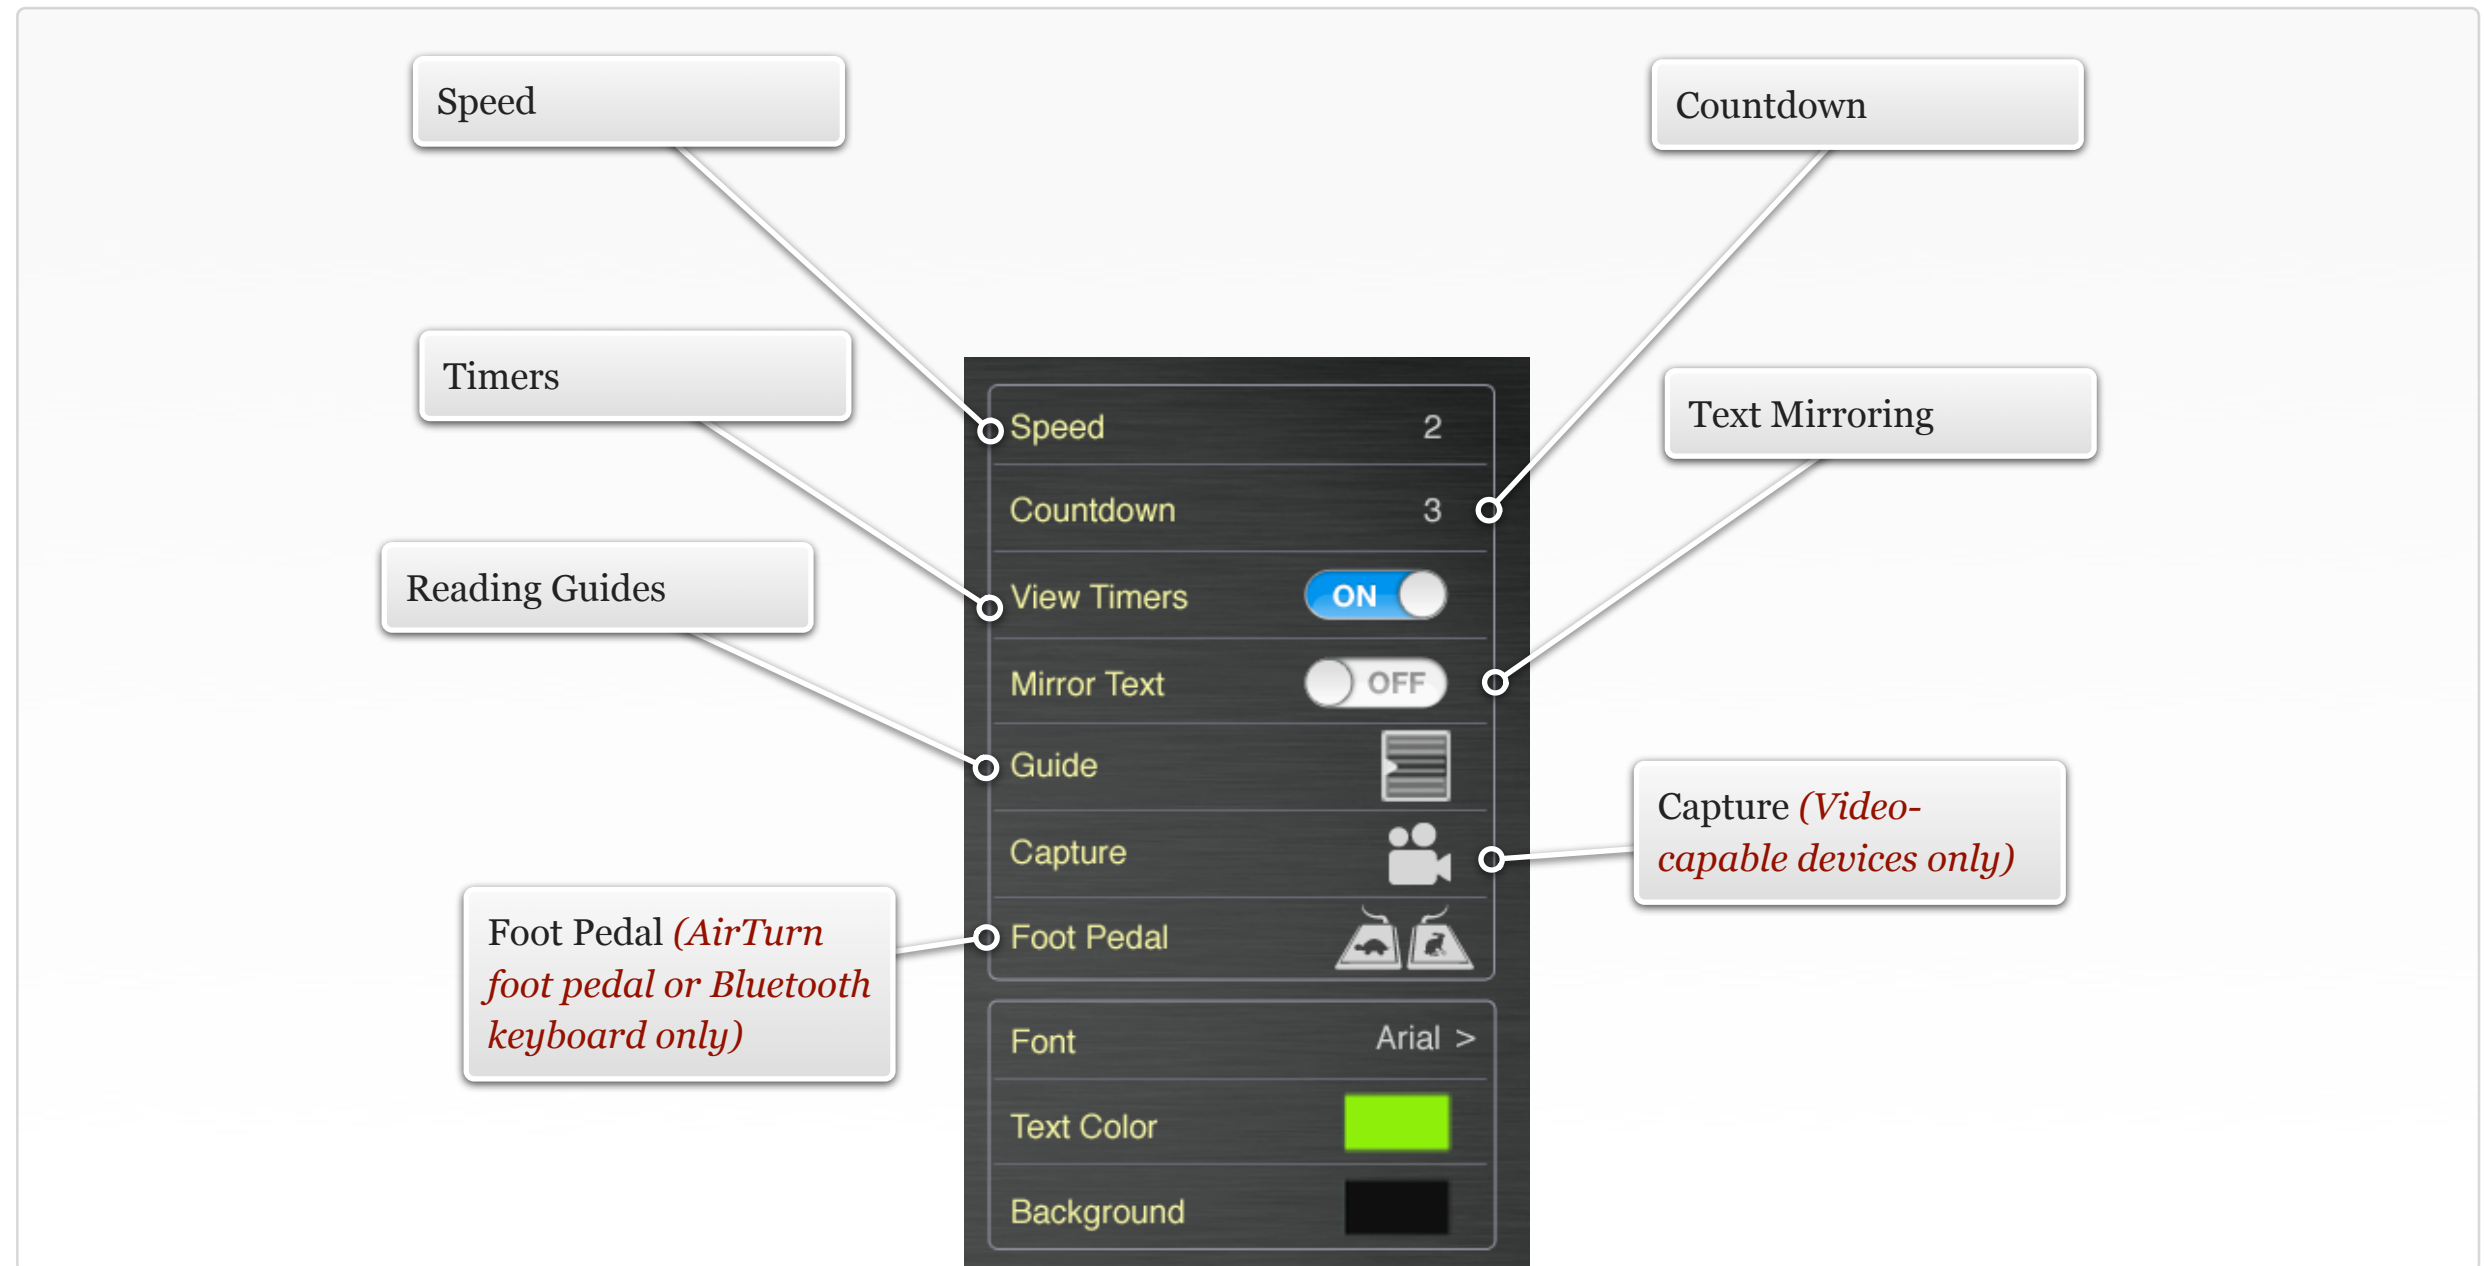 Speed
Countdown
Timers
Text Mirroring
Reading Guides
Capture (Video-
capable devices only)
Foot Pedal (AirTurn
foot pedal or Bluetooth
keyboard only)
Speed 2
Countdown 3
View Timers ON
Mirror Text OFF
Guide
Capture
Foot Pedal
Font Arial >
Text Color
Background